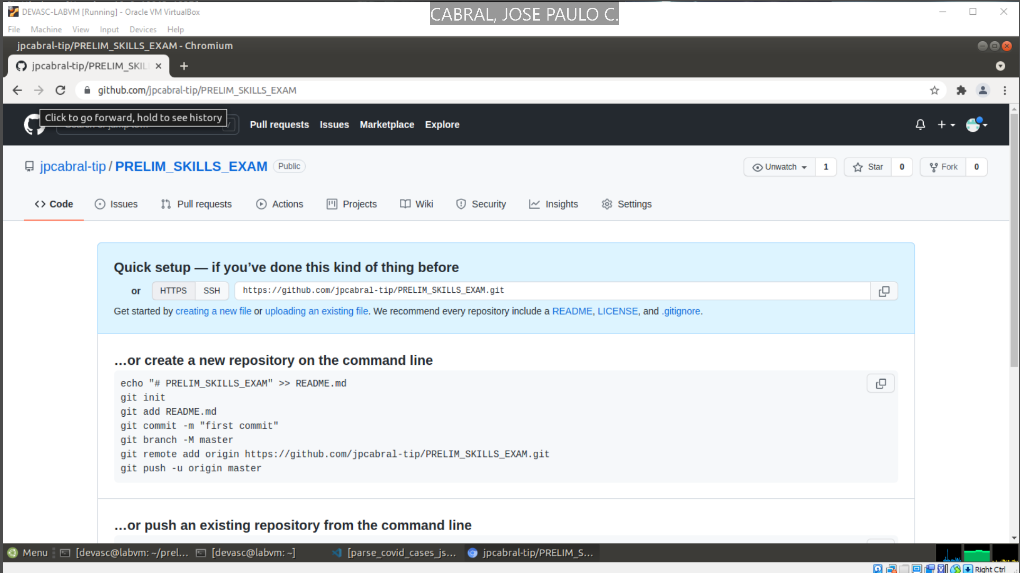 DEVASC-LABVM [Running] - Oracle VM VirtualBox
CABRAL, JOSE PAULO C.
File Machine View Input Devices Help
jpcabral-tip/PRELIM_SKILLS_EXAM - Chromium
jpcabral-tip/PRELIM_SKIL
github.com/jpcabral-tip/PRELIM_SKILLS_EXAM
Click to go forward, hold to see history
Pull requests Issues Marketplace Explore
jpcabral-tip / PRELIM_SKILLS_EXAM Public
Unwatch 1 Star 0 Fork 0
Code Issues Pull requests Actions Projects Wiki Security Insights Settings
Quick setup — if you've done this kind of thing before
or HTTPS SSH https://github.com/jpcabral-tip/PRELIM_SKILLS_EXAM.git
Get started by creating a new file or uploading an existing file. We recommend every repository include a README, LICENSE, and .gitignore.
…or create a new repository on the command line
echo "# PRELIM_SKILLS_EXAM" >> README.md
git init
git add README.md
git commit -m "first commit"
git branch -M master
git remote add origin https://github.com/jpcabral-tip/PRELIM_SKILLS_EXAM.git
git push -u origin master
…or push an existing repository from the command line
Menu [devasc@labvm: ~/prel... [devasc@labvm: ~] [parse_covid_cases_js... jpcabral-tip/PRELIM_S...
Right Ctrl